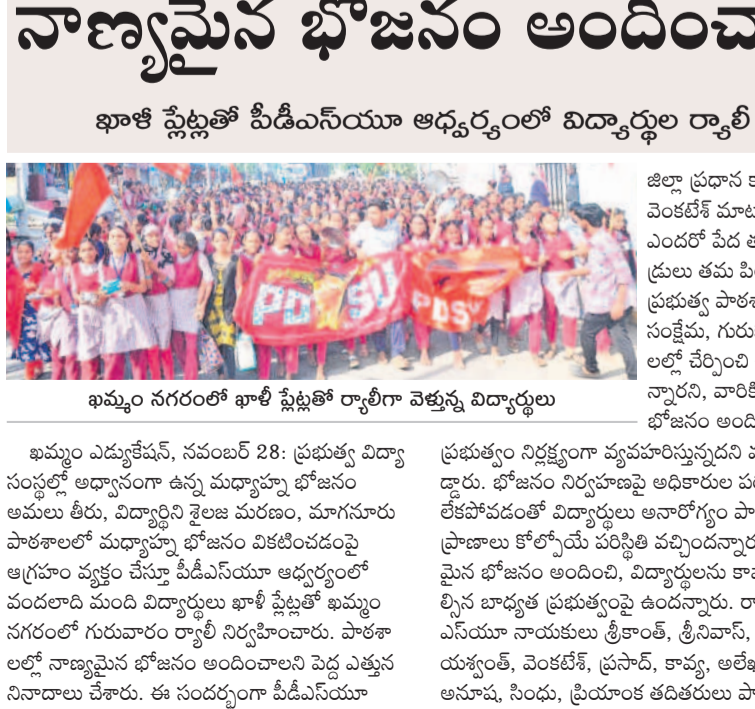 నాణ్యమైన భోజనం
ఖాళీ ప్లేట్లతో పీడీఎస్‌యూ ఆధ్వర్యంలో విద్యార్థుల ర్యాలీ
PDSU
PDSU
ఖమ్మం నగరంలో ఖాళీ ప్లేట్లతో ర్యాలీగా వెళ్తున్న విద్యార్థులు
ఖమ్మం ఎడ్యుకేషన్, నవంబర్ 28: ప్రభుత్వ విద్యా
సంస్థల్లో అధ్వానంగా ఉన్న మధ్యాహ్న భోజనం
అమలు తీరు, విద్యార్థిని శైలజ మరణం, మాగనూరు
పాఠశాలలో మధ్యాహ్న భోజనం వికటించడంపై
ఆగ్రహం వ్యక్తం చేస్తూ పీడీఎస్‌యూ ఆధ్వర్యంలో
వందలాది మంది విద్యార్థులు ఖాళీ ప్లేట్లతో ఖమ్మం
నగరంలో గురువారం ర్యాలీ నిర్వహించారు. పాఠశా
లల్లో నాణ్యమైన భోజనం అందించాలని పెద్ద ఎత్తున
నినాదాలు చేశారు. ఈ సందర్భంగా పీడీఎస్‌యూ
జిల్లా ప్రధాన
వెంకటేశ్
ఎందరో పేద
డ్రులు తమ
ప్రభుత్వ
సంక్షేమ,
లల్లో చేర్పించి
న్నారని,
భోజనం
ప్రభుత్వం నిర్లక్ష్యంగా వ్యవహరిస్తున్నదని
డ్డారు. భోజన నిర్వహణపై అధికారుల
లేకపోవడంతో విద్యార్థులు అనారోగ్యం
ప్రాణాలు కోల్పోయే పరిస్థితి
మైన భోజనం అందించి, విద్యార్థులను
ల్సిన బాధ్యత ప్రభుత్వంపై ఉందన్నారు.
ఎస్‌యూ నాయకులు శ్రీకాంత్, శ్రీనివాస్,
యశ్వంత్, వెంకటేశ్, ప్రసాద్, కావ్య,
అనూష, సింధు, ప్రియాంక తదితరులు